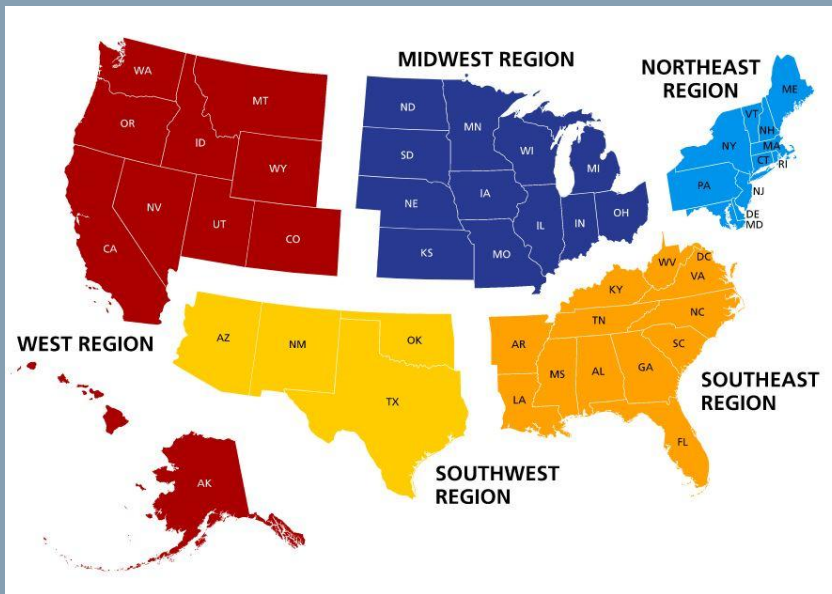 MIDWEST REGION
NORTHEAST
REGION
WA
MT
OR
ID
WY
NV
UT
CO
CA
ND
MN
SD
WI
MI
NE
IA
IL
IN
OH
KS
MO
ME
VT
NH
NY
MA
CT
RI
PA
NJ
DE
MD
WEST REGION
AZ
NM
OK
TX
SOUTHWEST
REGION
WV
DC
VA
KY
NC
TN
AR
SC
MS
AL
GA
LA
FL
SOUTHEAST
REGION
AK